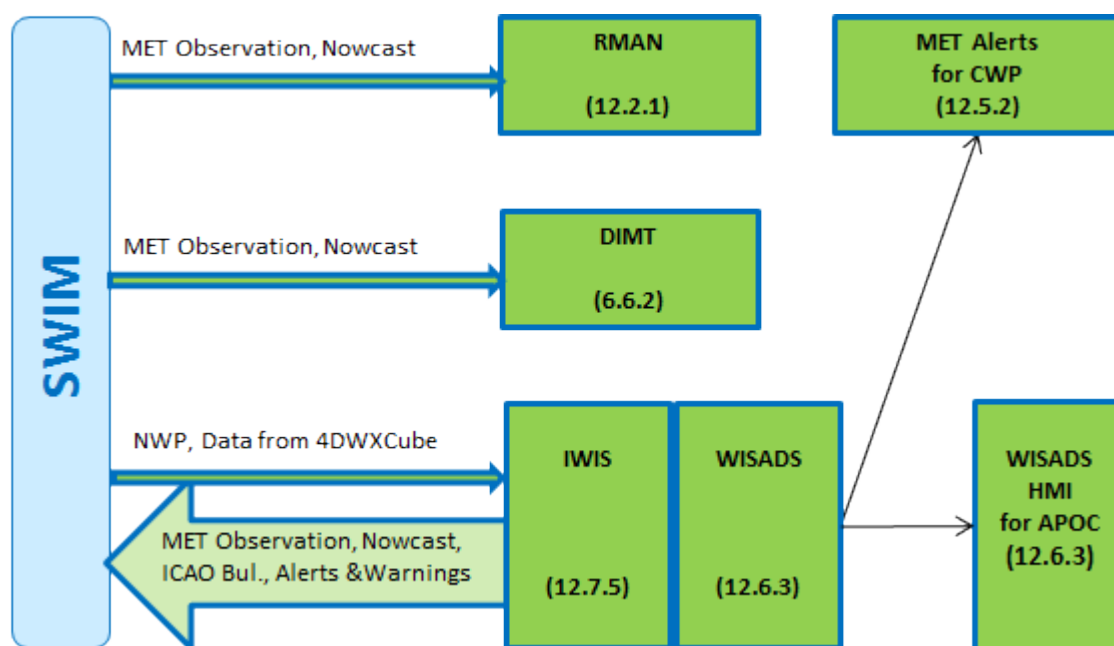 SWIM
MET Observation, Nowcast
RMAN
(12.2.1)
MET Alerts
for CWP
(12.5.2)
MET Observation, Nowcast
DIMT
(6.6.2)
NWP, Data from 4DWXCube
MET Observation, Nowcast,
ICAO Bul., Alerts &Warnings
IWIS
(12.7.5)
WISADS
(12.6.3)
WISADS
HMI
for APOC
(12.6.3)